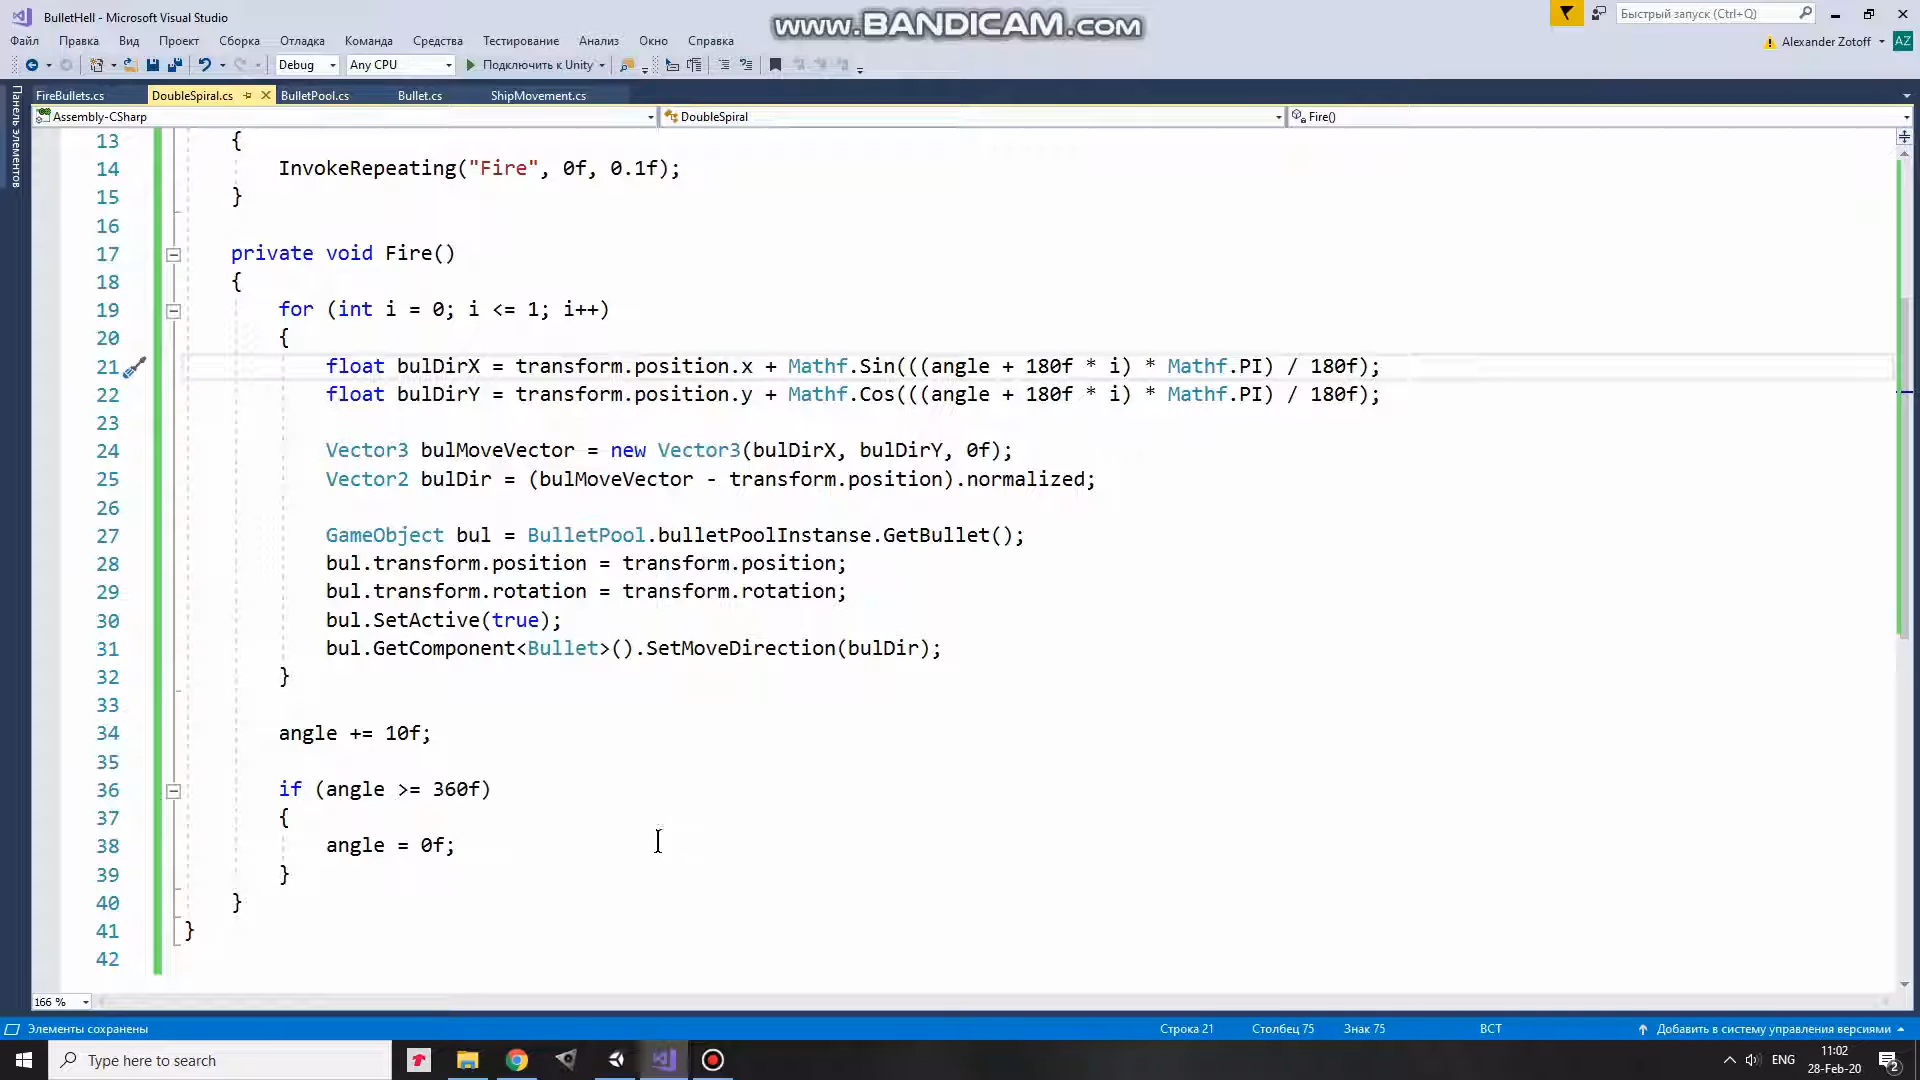 BulletHell - Microsoft Visual Studio
www.BANDICAM.com
Быстрый запуск (Ctrl+Q)
Файл Правка Вид Проект Сборка Отладка Команда Средства Тестирование Анализ Окно Справка
Alexander Zotoff AZ
Debug Any CPU Подключить к Unity
Панель элементов
FireBullets.cs DoubleSpiral.cs BulletPool.cs Bullet.cs ShipMovement.cs
Assembly-CSharp DoubleSpiral Fire()
13 {
14 InvokeRepeating("Fire", 0f, 0.1f);
15 }
16
17 private void Fire()
18 {
19 for (int i = 0; i <= 1; i++)
20 {
21 float bulDirX = transform.position.x + Mathf.Sin(((angle + 180f * i) * Mathf.PI) / 180f);
22 float bulDirY = transform.position.y + Mathf.Cos(((angle + 180f * i) * Mathf.PI) / 180f);
23
24 Vector3 bulMoveVector = new Vector3(bulDirX, bulDirY, 0f);
25 Vector2 bulDir = (bulMoveVector - transform.position).normalized;
26
27 GameObject bul = BulletPool.bulletPoolInstanse.GetBullet();
28 bul.transform.position = transform.position;
29 bul.transform.rotation = transform.rotation;
30 bul.SetActive(true);
31 bul.GetComponent<Bullet>().SetMoveDirection(bulDir);
32 }
33
34 angle += 10f;
35
36 if (angle >= 360f)
37 {
38 angle = 0f;
39 }
40 }
41 }
42
166 %
Элементы сохранены Строка 21 Столбец 75 Знак 75 ВСТ Добавить в систему управления версиями
Type here to search
ENG
11:02
28-Feb-20
2